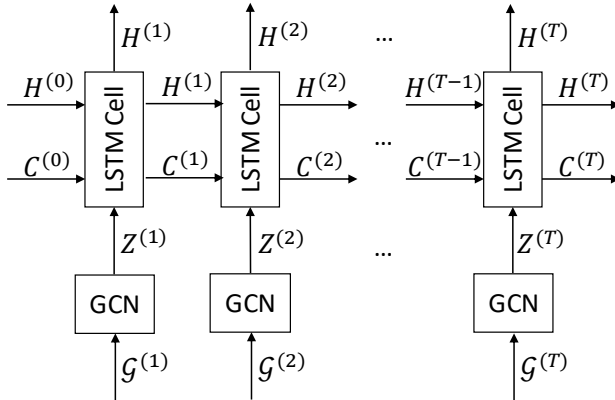 H^(1) H^(2) ... H^(T)
H^(0) H^(1) H^(2) H^(T−1) H^(T)
LSTM Cell LSTM Cell LSTM Cell
...
C^(0) C^(1) C^(2) C^(T−1) C^(T)
Z^(1) Z^(2) ... Z^(T)
GCN GCN GCN
𝒢^(1) 𝒢^(2) 𝒢^(T)